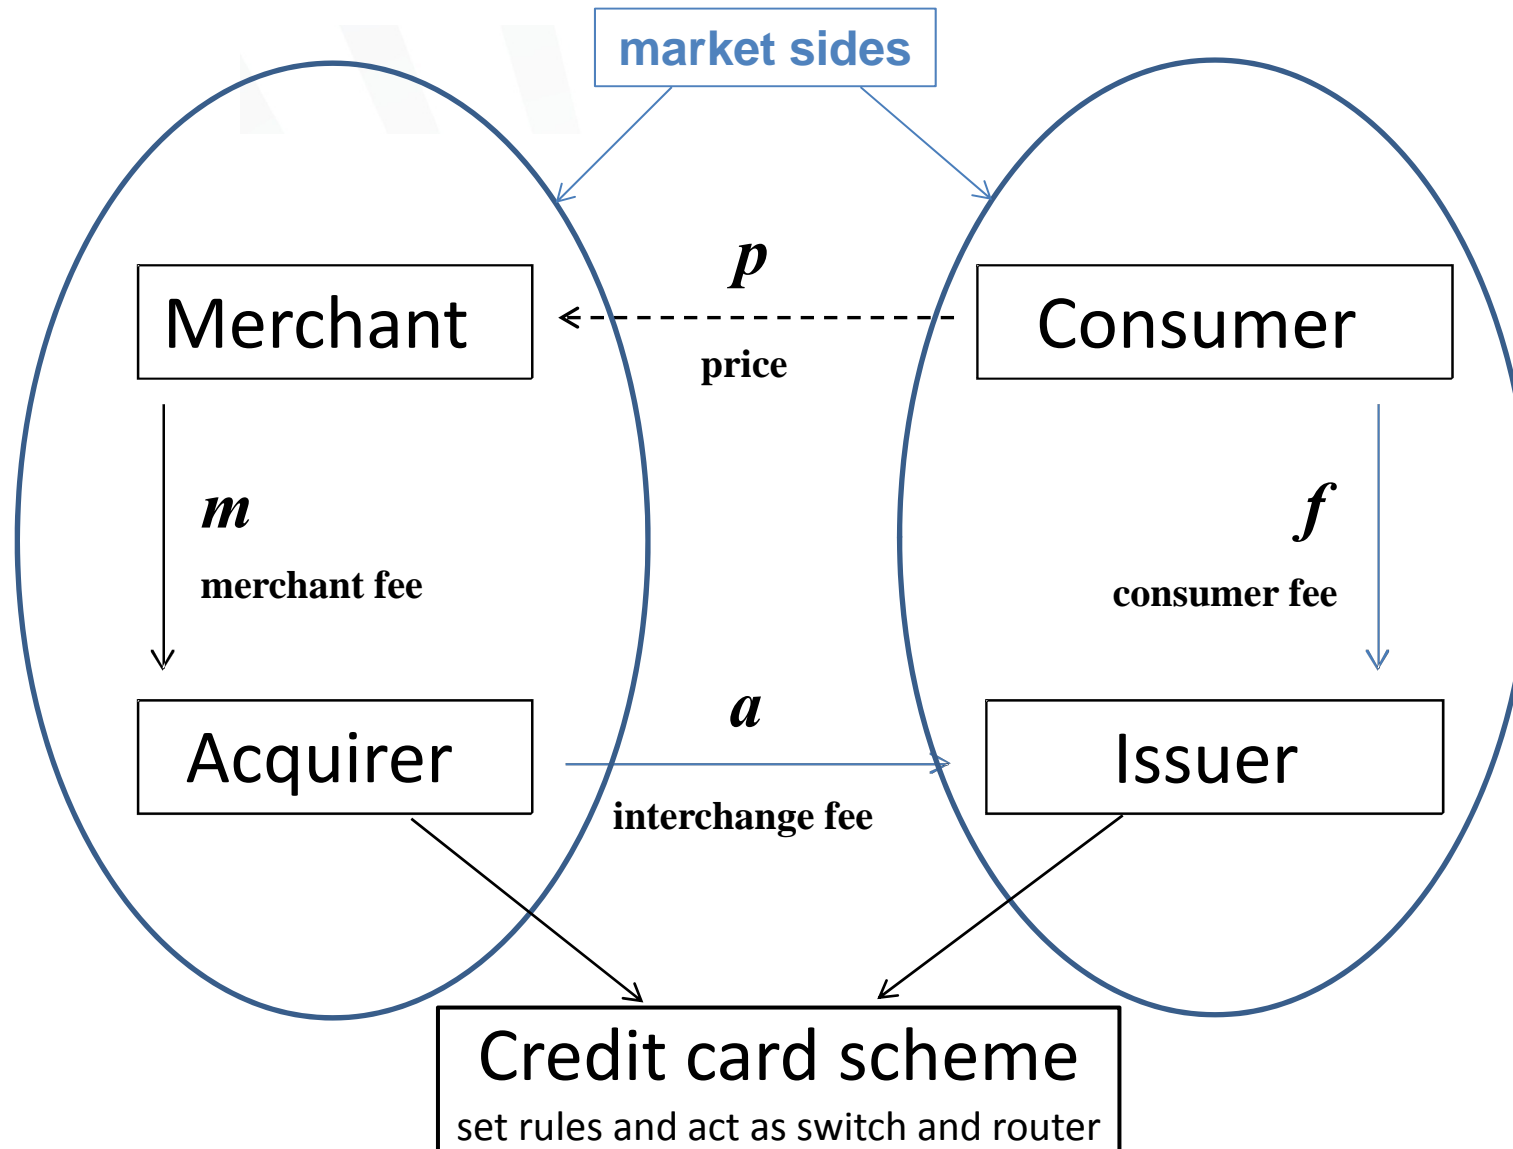 market sides
p
Merchant
Consumer
price
m
f
merchant fee
consumer fee
a
Acquirer
Issuer
interchange fee
Credit card scheme
set rules and act as switch and router